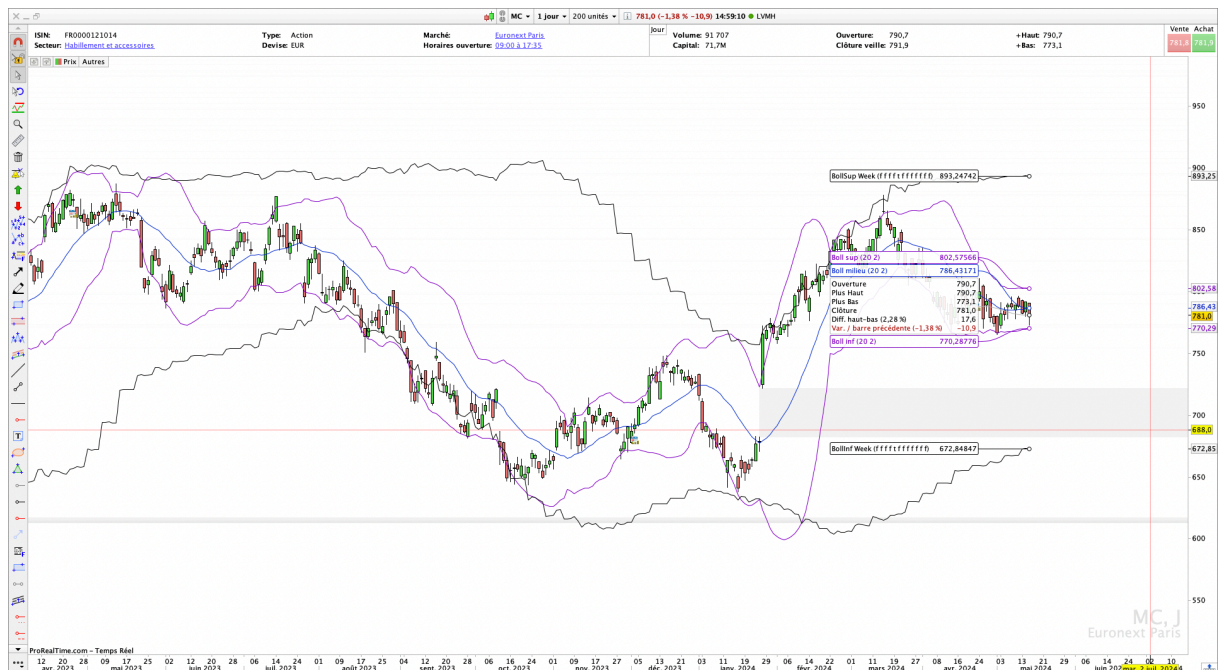 MC 1 jour 200 unités 781,0 (−1,38 % −10,9) 14:59:10 LVMH
ISIN: FR0000121014 Type: Action Marché: Euronext Paris Jour Volume: 91 707 Ouverture: 790,7 +Haut: 790,7 Vente Achat
Secteur: Habillement et accessoires Devise: EUR Horaires ouverture: 09:00 à 17:35 Capital: 71,7M Clôture veille: 791,9 +Bas: 773,1 781,8 781,9
Prix Autres
950
900
BollSup Week (f f f f t f f f f f f f) 893,24742 893,25
850
Boll sup (20 2) 802,57566
Boll milieu (20 2) 786,43171
Ouverture 790,7
Plus Haut 790,7 802,58
Plus Bas 773,1 786,43
Clôture 781,0 781,0
Diff. haut-bas (2,28 %) 17,6
Var. / barre précédente (−1,38 %) −10,9 770,29
Boll inf (20 2) 770,28776
750
700
688,0
BollInf Week (f f f f t f f f f f f f) 672,84847 672,85
650
600
550
MC, J
Euronext Paris
ProRealTime.com - Temps Réel
12 20 28 09 17 25 02 12 20 28 06 14 24 01 09 17 25 04 12 20 28 06 16 24 01 09 17 27 05 13 21 03 11 19 29 06 14 22 01 11 19 27 08 16 24 03 13 21 29 06 14 24 02 10
avr. 2023 mai 2023 juin 2023 juil. 2023 août 2023 sept. 2023 oct. 2023 nov. 2023 déc. 2023 janv. 2024 févr. 2024 mars 2024 avr. 2024 mai 2024 juin 2024 mar. 2 juil. 2024